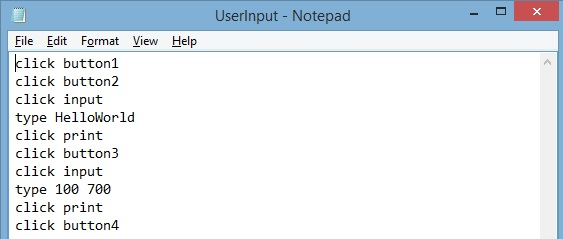 UserInput - Notepad
File Edit Format View Help
click button1
click button2
click input
type HelloWorld
click print
click button3
click input
type 100 700
click print
click button4